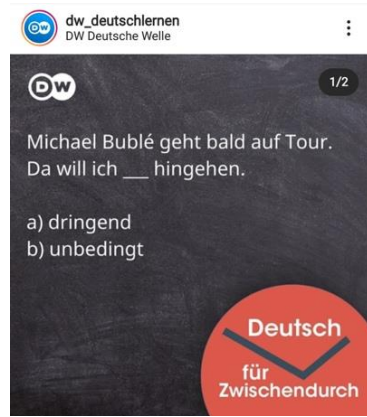 dw_deutschlernen
DW Deutsche Welle
DW
1/2
Michael Bublé geht bald auf Tour.
Da will ich ___ hingehen.
a) dringend
b) unbedingt
Deutsch
für
Zwischendurch